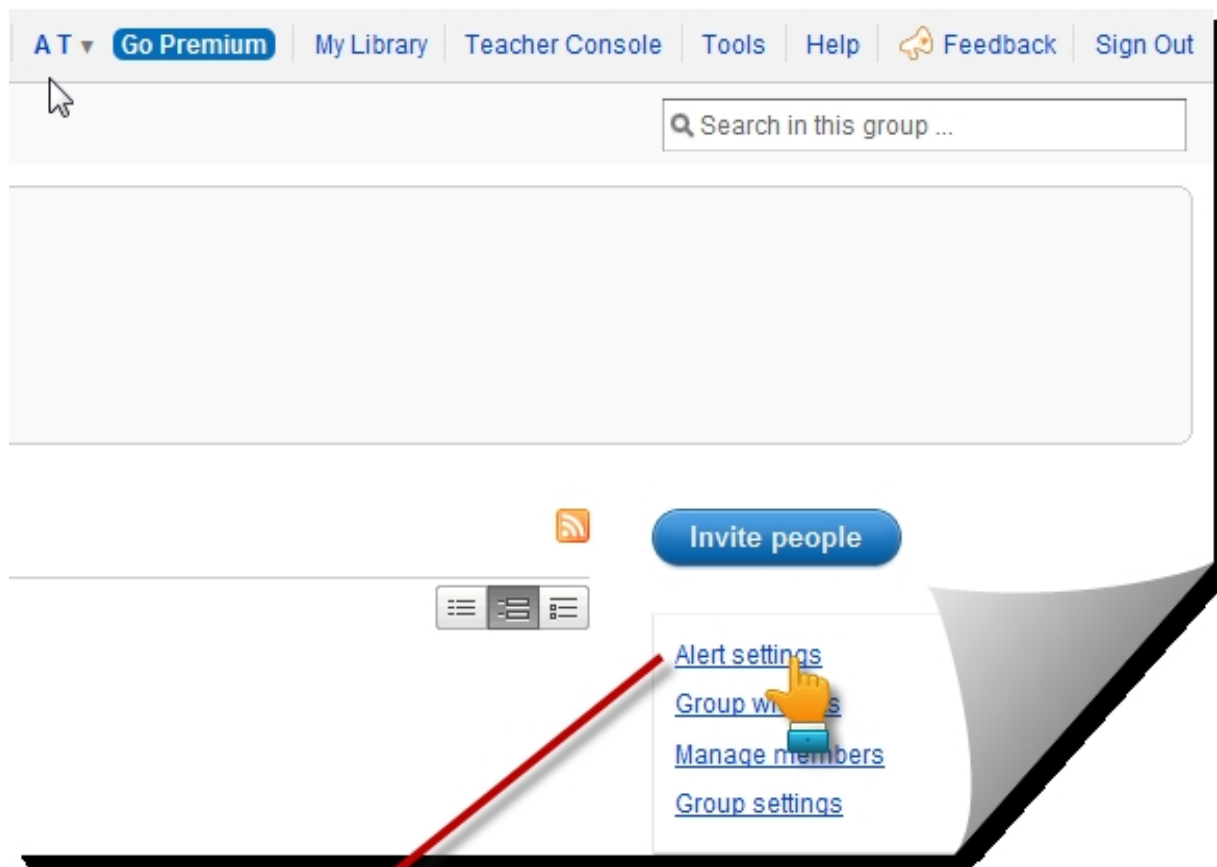 A T ▾ Go Premium My Library Teacher Console Tools Help Feedback Sign Out
Search in this group ...
Invite people
Alert settings
Group
Manage members
Group settings